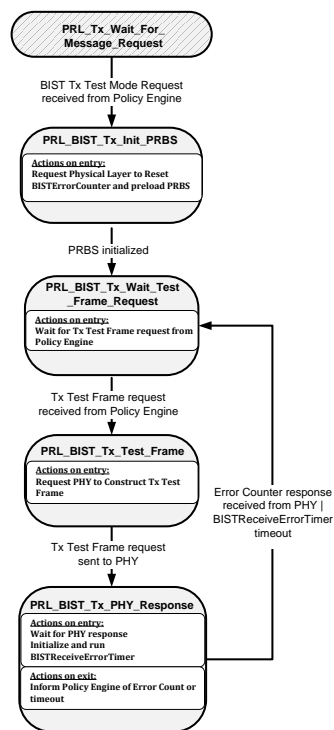 PRL_Tx_Wait_For_
Message_Request
BIST Tx Test Mode Request
received from Policy Engine
PRL_BIST_Tx_Init_PRBS
Actions on entry:
Request Physical Layer to Reset
BISTErrorCounter and preload PRBS
PRBS initialized
PRL_BIST_Tx_Wait_Test
_Frame_Request
Actions on entry:
Wait for Tx Test Frame request from
Policy Engine
Tx Test Frame request
received from Policy Engine
PRL_BIST_Tx_Test_Frame
Actions on entry:
Request PHY to Construct Tx Test
Frame
Error Counter response
received from PHY |
BISTReceiveErrorTimer
timeout
Tx Test Frame request
sent to PHY
PRL_BIST_Tx_PHY_Response
Actions on entry:
Wait for PHY response
Initialize and run
BISTReceiveErrorTimer
Actions on exit:
Inform Policy Engine of Error Count or
timeout